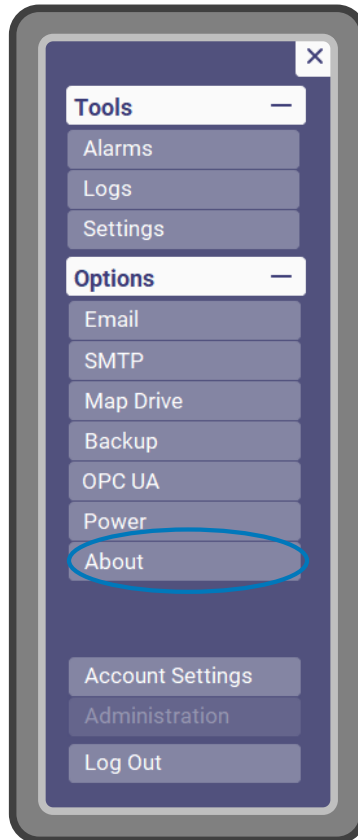 Tools
Alarms
Logs
Settings
Options
Email
SMTP
Map Drive
Backup
OPC UA
Power
About
Account Settings
Administration
Log Out